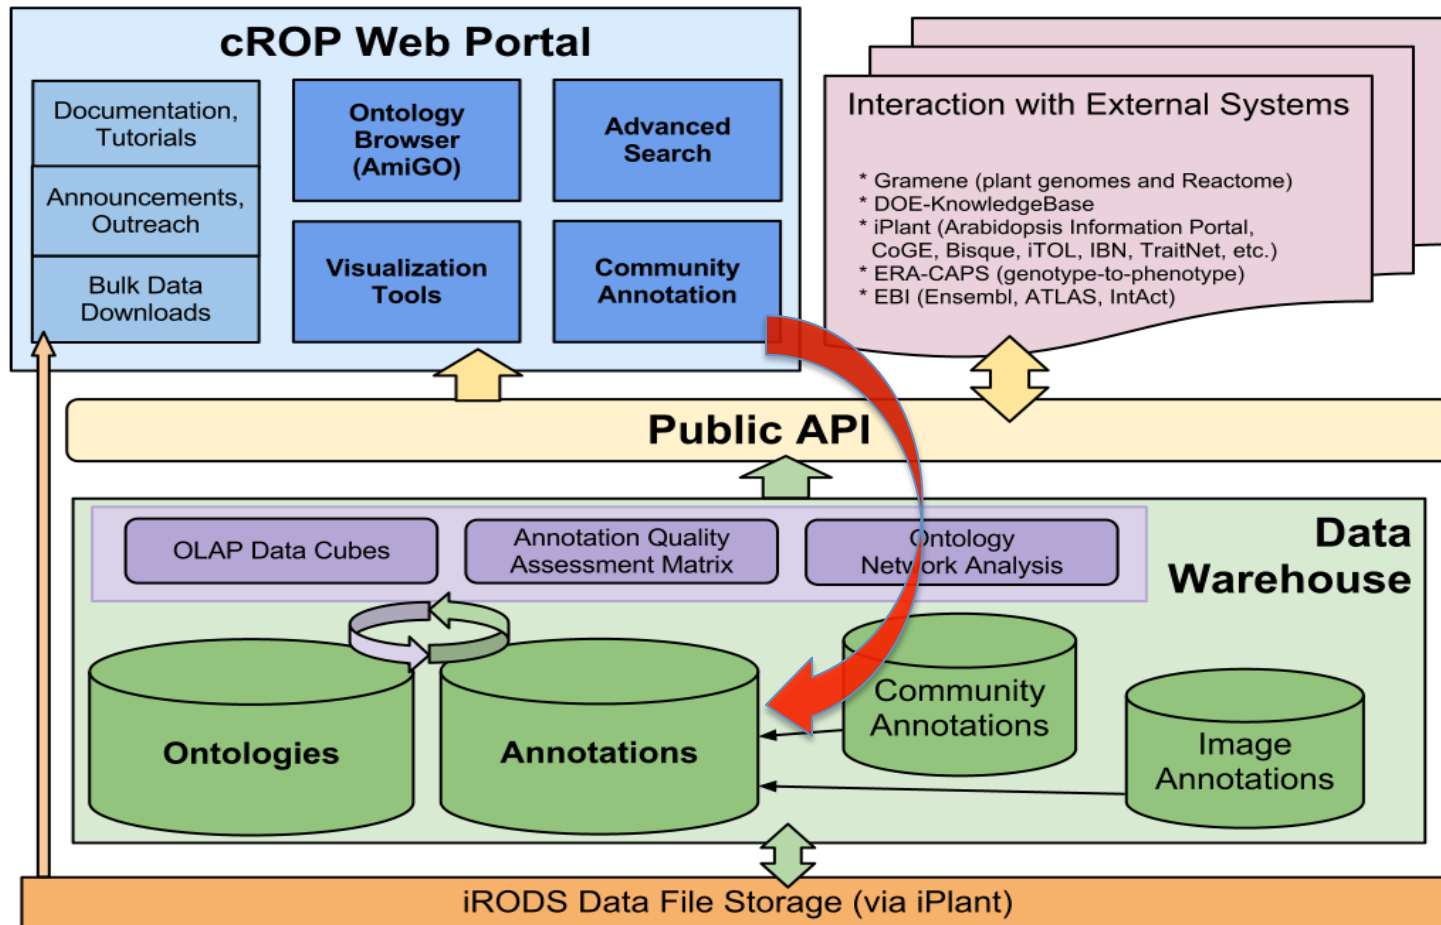 cROP Web Portal
Documentation,
Tutorials
Announcements,
Outreach
Bulk Data
Downloads
Ontology
Browser
(AmiGO)
Advanced
Search
Visualization
Tools
Community
Annotation
Interaction with External Systems
* Gramene (plant genomes and Reactome)
* DOE-KnowledgeBase
* iPlant (Arabidopsis Information Portal,
CoGE, Bisque, iTOL, IBN, TraitNet, etc.)
* ERA-CAPS (genotype-to-phenotype)
* EBI (Ensembl, ATLAS, IntAct)
Public API
OLAP Data Cubes
Annotation Quality
Assessment Matrix
Ontology
Network Analysis
Data
Warehouse
Ontologies
Annotations
Community
Annotations
Image
Annotations
iRODS Data File Storage (via iPlant)